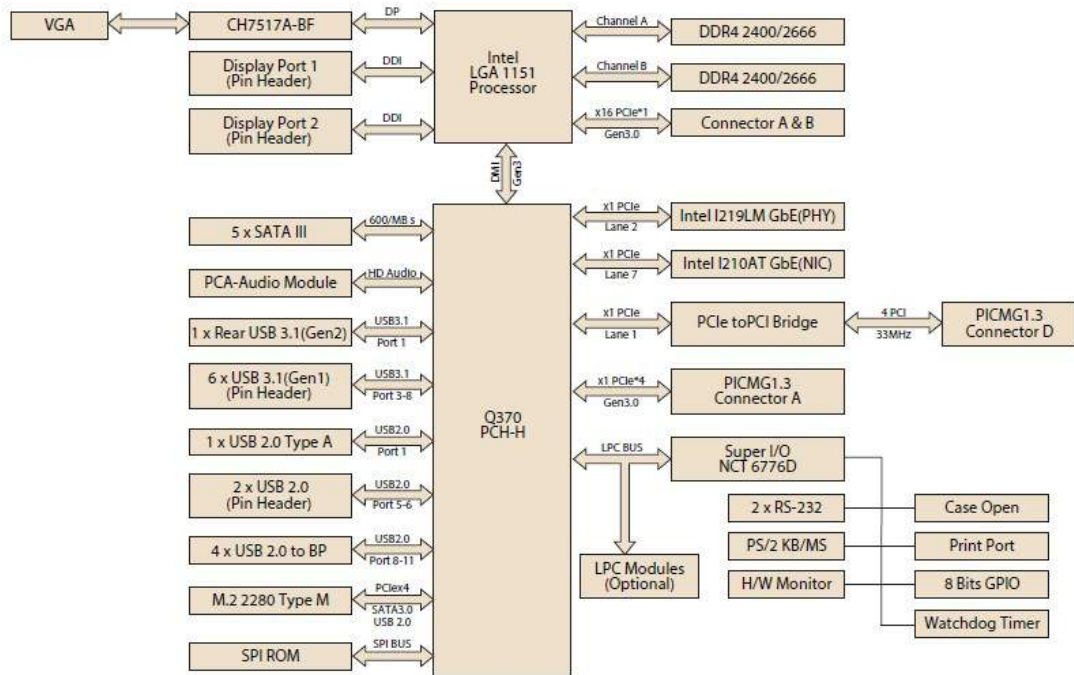 VGA
CH7517A-BF
DP
Display Port 1
(Pin Header)
DDI
Display Port 2
(Pin Header)
DDI
Intel
LGA 1151
Processor
Channel A
DDR4 2400/2666
Channel B
DDR4 2400/2666
x16 PCIe*1
Gen3.0
Connector A & B
DMI
Gen3
5 x SATA III
600/MB s
PCA-Audio Module
HD Audio
1 x Rear USB 3.1(Gen2)
USB3.1
Port 1
6 x USB 3.1(Gen1)
(Pin Header)
USB3.1
Port 3-8
1 x USB 2.0 Type A
USB2.0
Port 1
2 x USB 2.0
(Pin Header)
USB2.0
Port 5-6
4 x USB 2.0 to BP
USB2.0
Port 8-11
M.2 2280 Type M
PCIex4
SATA3.0
USB 2.0
SPI ROM
SPI BUS
Q370
PCH-H
x1 PCIe
Lane 2
Intel I219LM GbE(PHY)
x1 PCIe
Lane 7
Intel I210AT GbE(NIC)
x1 PCIe
Lane 1
PCIe toPCI Bridge
4 PCI
33MHz
PICMG1.3
Connector D
x1 PCIe*4
Gen3.0
PICMG1.3
Connector A
LPC BUS
Super I/O
NCT 6776D
LPC Modules
(Optional)
2 x RS-232
Case Open
PS/2 KB/MS
Print Port
H/W Monitor
8 Bits GPIO
Watchdog Timer